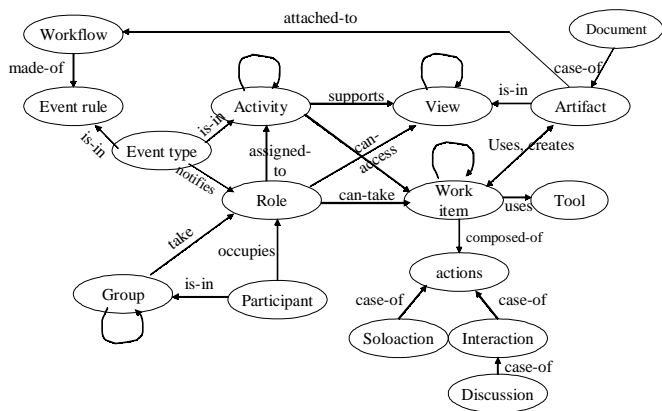 attached-to
Document
Workflow
made-of
case-of
Event rule
Activity
supports
View
is-in
Artifact
is-in
is-in
Event type
assigned-
to
can-
access
Uses, creates
notifies
Role
can-take
Work
item
uses
Tool
take
occupies
composed-of
Group
is-in
Participant
actions
case-of
case-of
Soloaction
Interaction
case-of
Discussion